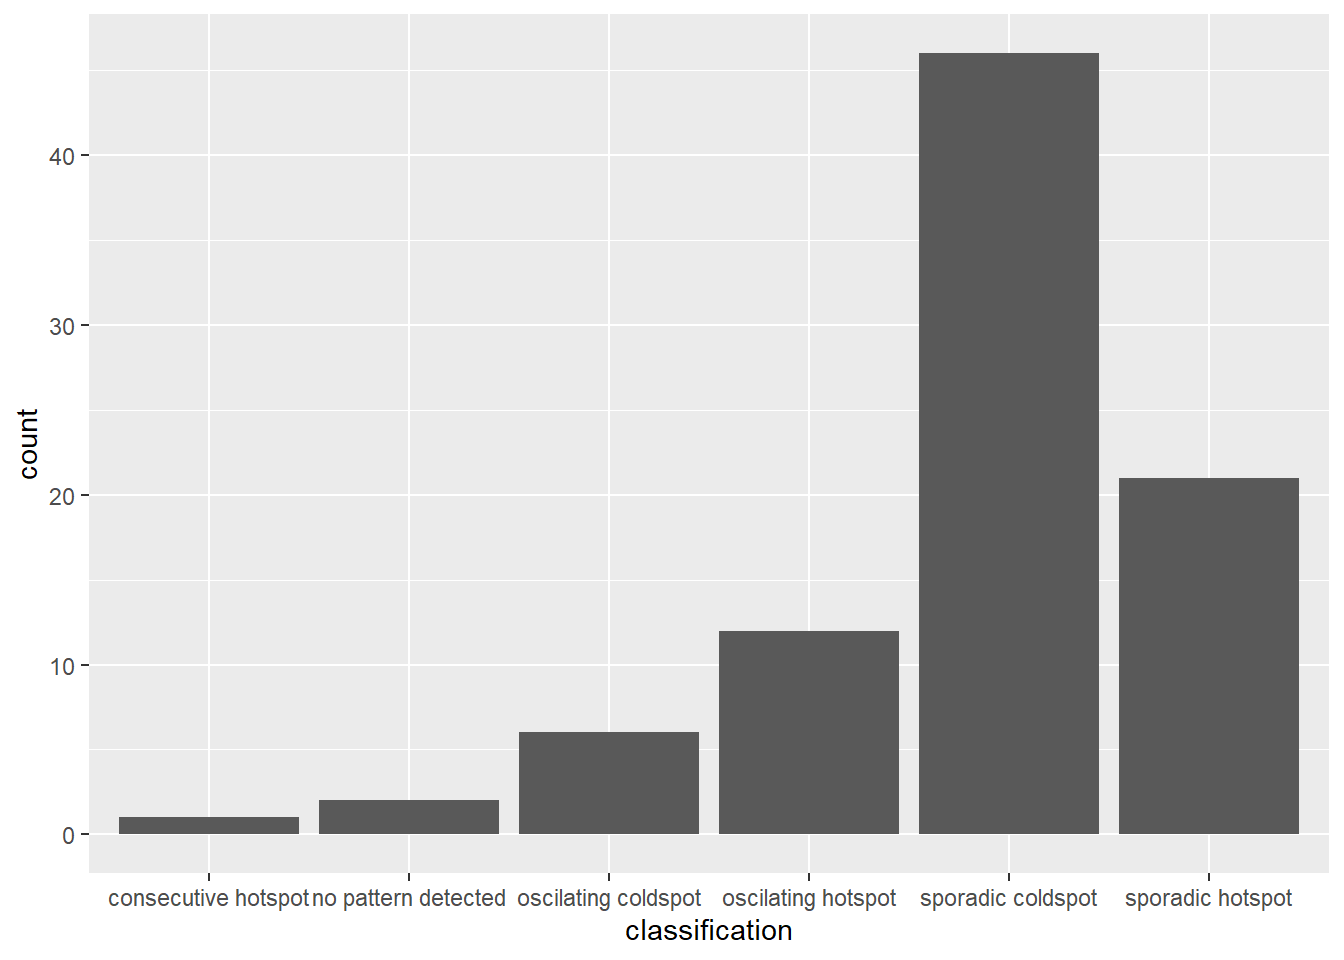 count
40
30
20
10
0
consecutive hotspot no pattern detected oscilating coldspot oscilating hotspot sporadic coldspot sporadic hotspot
classification